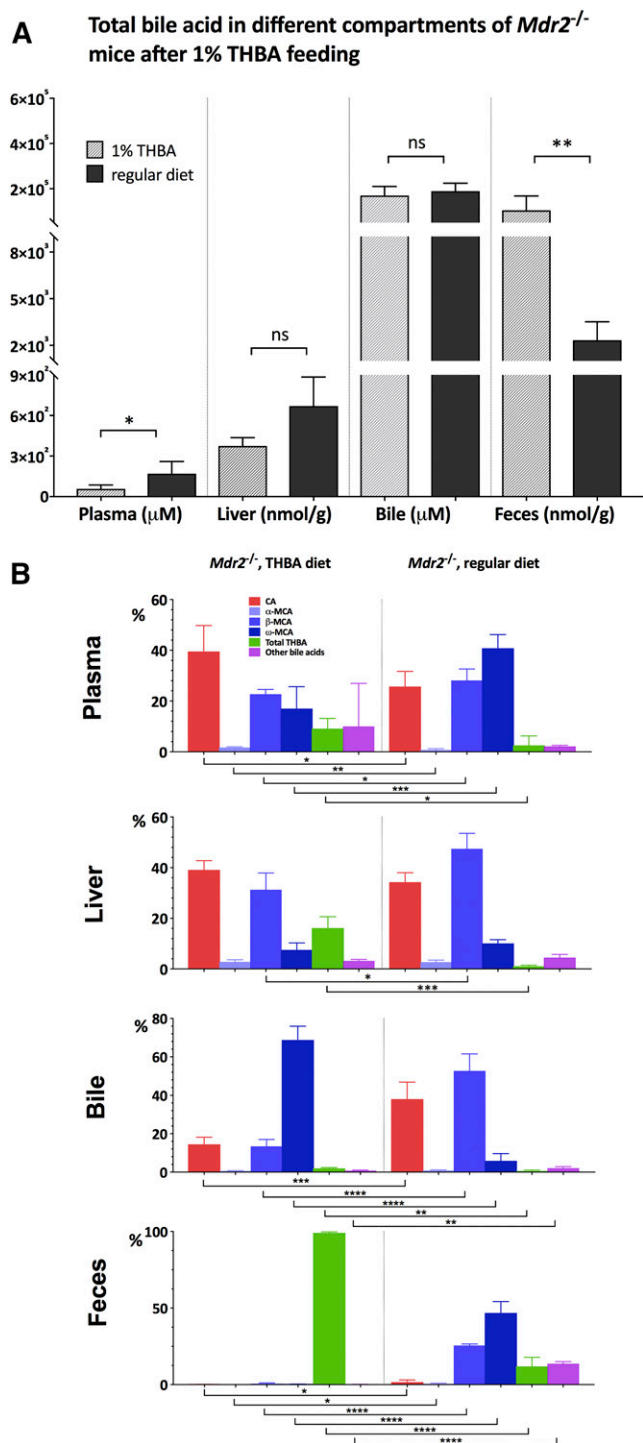 A
Total bile acid in different compartments of Mdr2-/-
mice after 1% THBA feeding
6×10⁵
2×10⁵
8×10³
5×10³
2×10³
9×10²
6×10²
3×10²
0
1% THBA
regular diet
*
ns
ns
**
Plasma (μM)
Liver (nmol/g)
Bile (μM)
Feces (nmol/g)
B
Mdr2-/-, THBA diet
Mdr2-/-, regular diet
Plasma
%
60
40
20
0
CA
α-MCA
β-MCA
ω-MCA
Total THBA
Other bile acids
*
**
*
***
*
Liver
%
60
40
20
0
*
***
Bile
%
80
60
40
20
0
***
****
****
**
**
Feces
%
100
50
0
*
*
****
****
****
****